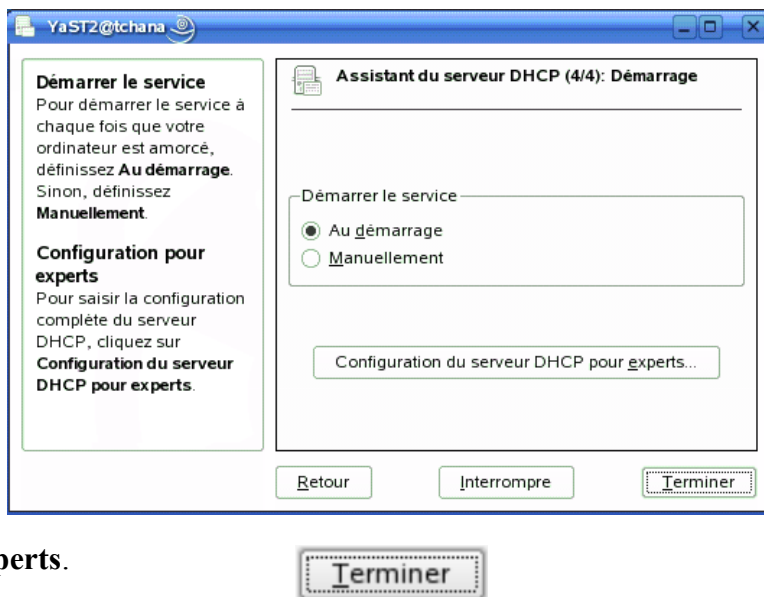 YaST2@tchana
Démarrer le service
Pour démarrer le service à
chaque fois que votre
ordinateur est amorcé,
définissez Au démarrage.
Sinon, définissez
Manuellement.
Configuration pour
experts
Pour saisir la configuration
complète du serveur
DHCP, cliquez sur
Configuration du serveur
DHCP pour experts.
Assistant du serveur DHCP (4/4): Démarrage
Démarrer le service
Au démarrage
Manuellement
Configuration du serveur DHCP pour experts...
Retour
Interrompre
Terminer
perts.
Terminer